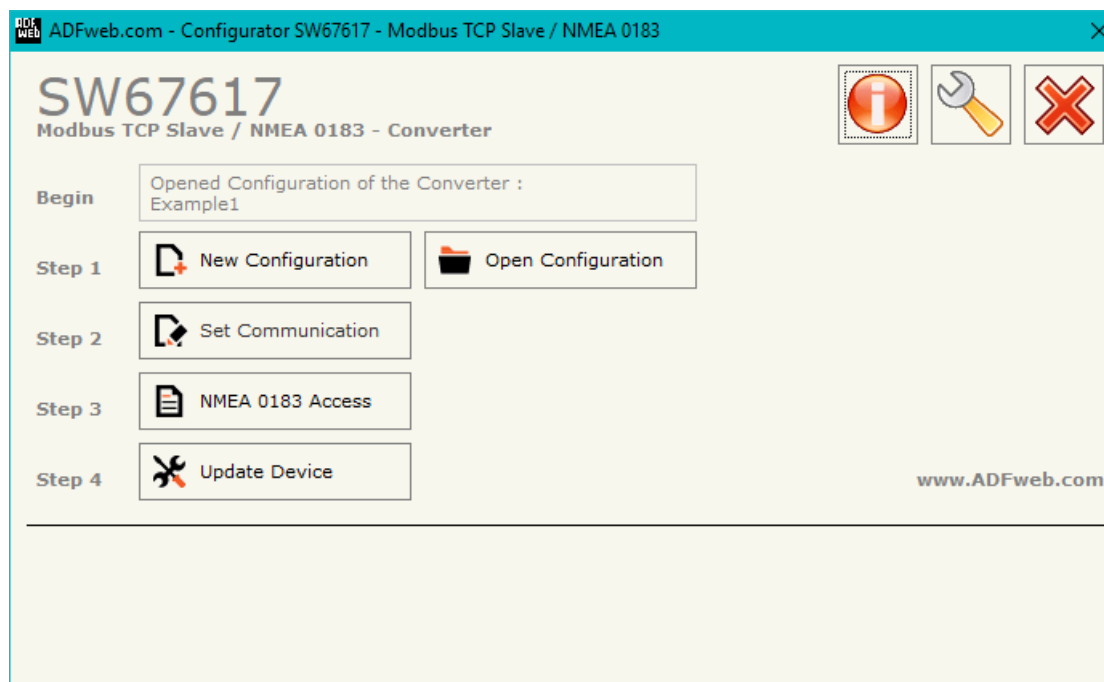 ADF WEB ADFweb.com - Configurator SW67617 - Modbus TCP Slave / NMEA 0183
SW67617
Modbus TCP Slave / NMEA 0183 - Converter
Begin
Opened Configuration of the Converter :
Example1
Step 1
New Configuration
Open Configuration
Step 2
Set Communication
Step 3
NMEA 0183 Access
Step 4
Update Device
www.ADFweb.com